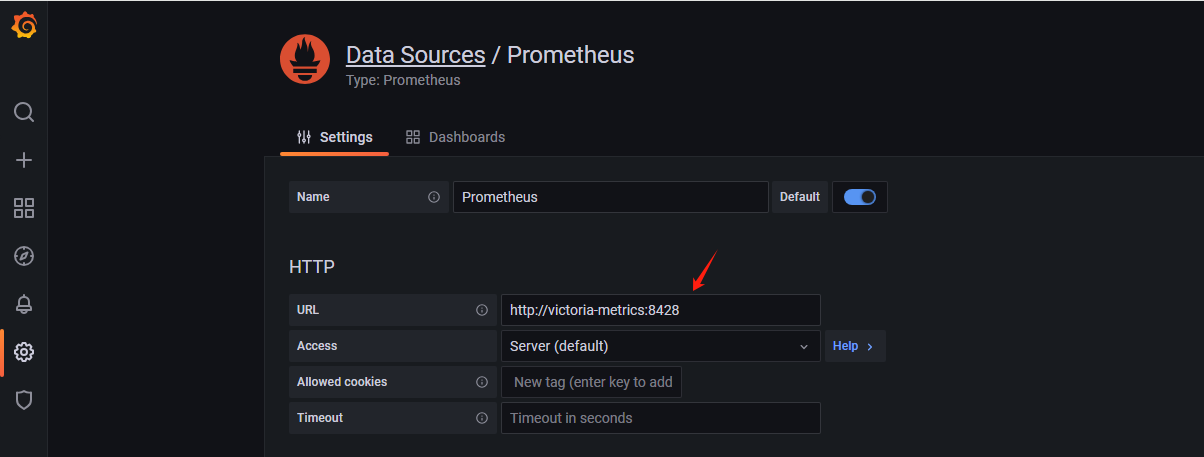 Data Sources / Prometheus
Type: Prometheus
Settings Dashboards
Name Prometheus Default
HTTP
URL http://victoria-metrics:8428
Access Server (default) Help
Allowed cookies New tag (enter key to add
Timeout Timeout in seconds